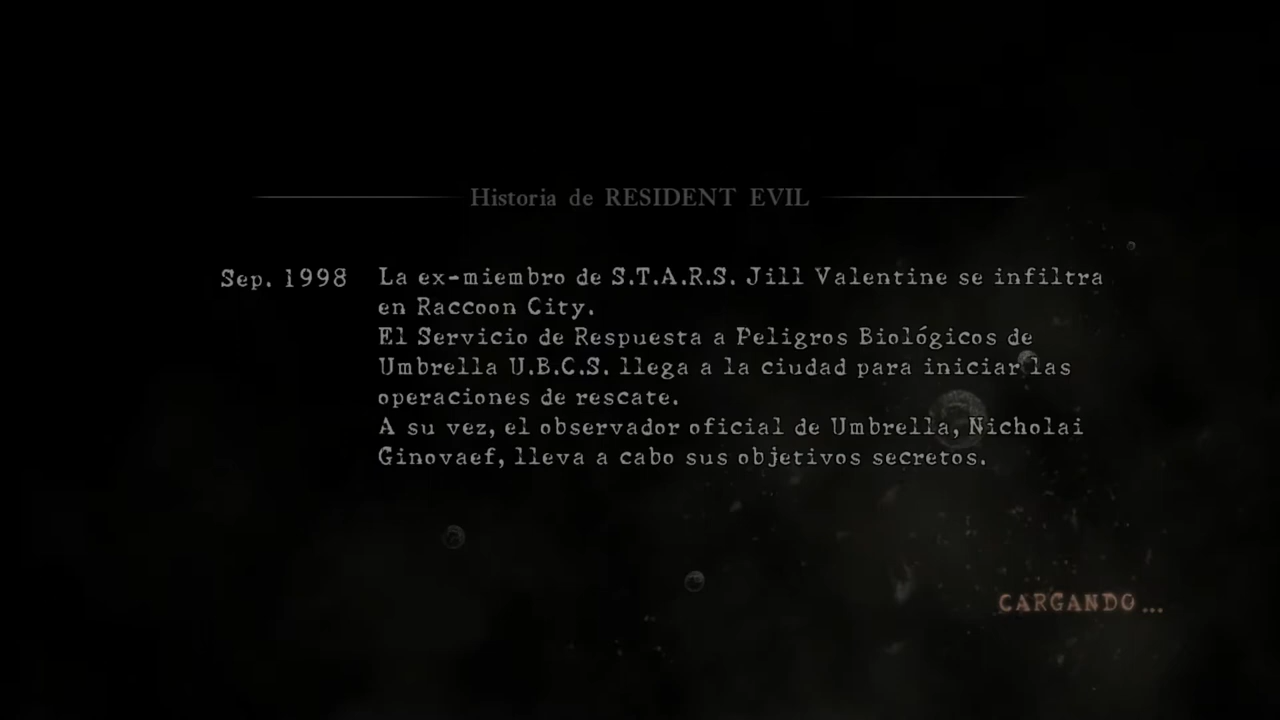 Historia de RESIDENT EVIL
Sep. 1998 La ex-miembro de S.T.A.R.S. Jill Valentine se infiltra
en Raccoon City.
El Servicio de Respuesta a Peligros Biológicos de
Umbrella U.B.C.S. llega a la ciudad para iniciar las
operaciones de rescate.
A su vez, el observador oficial de Umbrella, Nicholai
Ginovaef, lleva a cabo sus objetivos secretos.
CARGANDO...